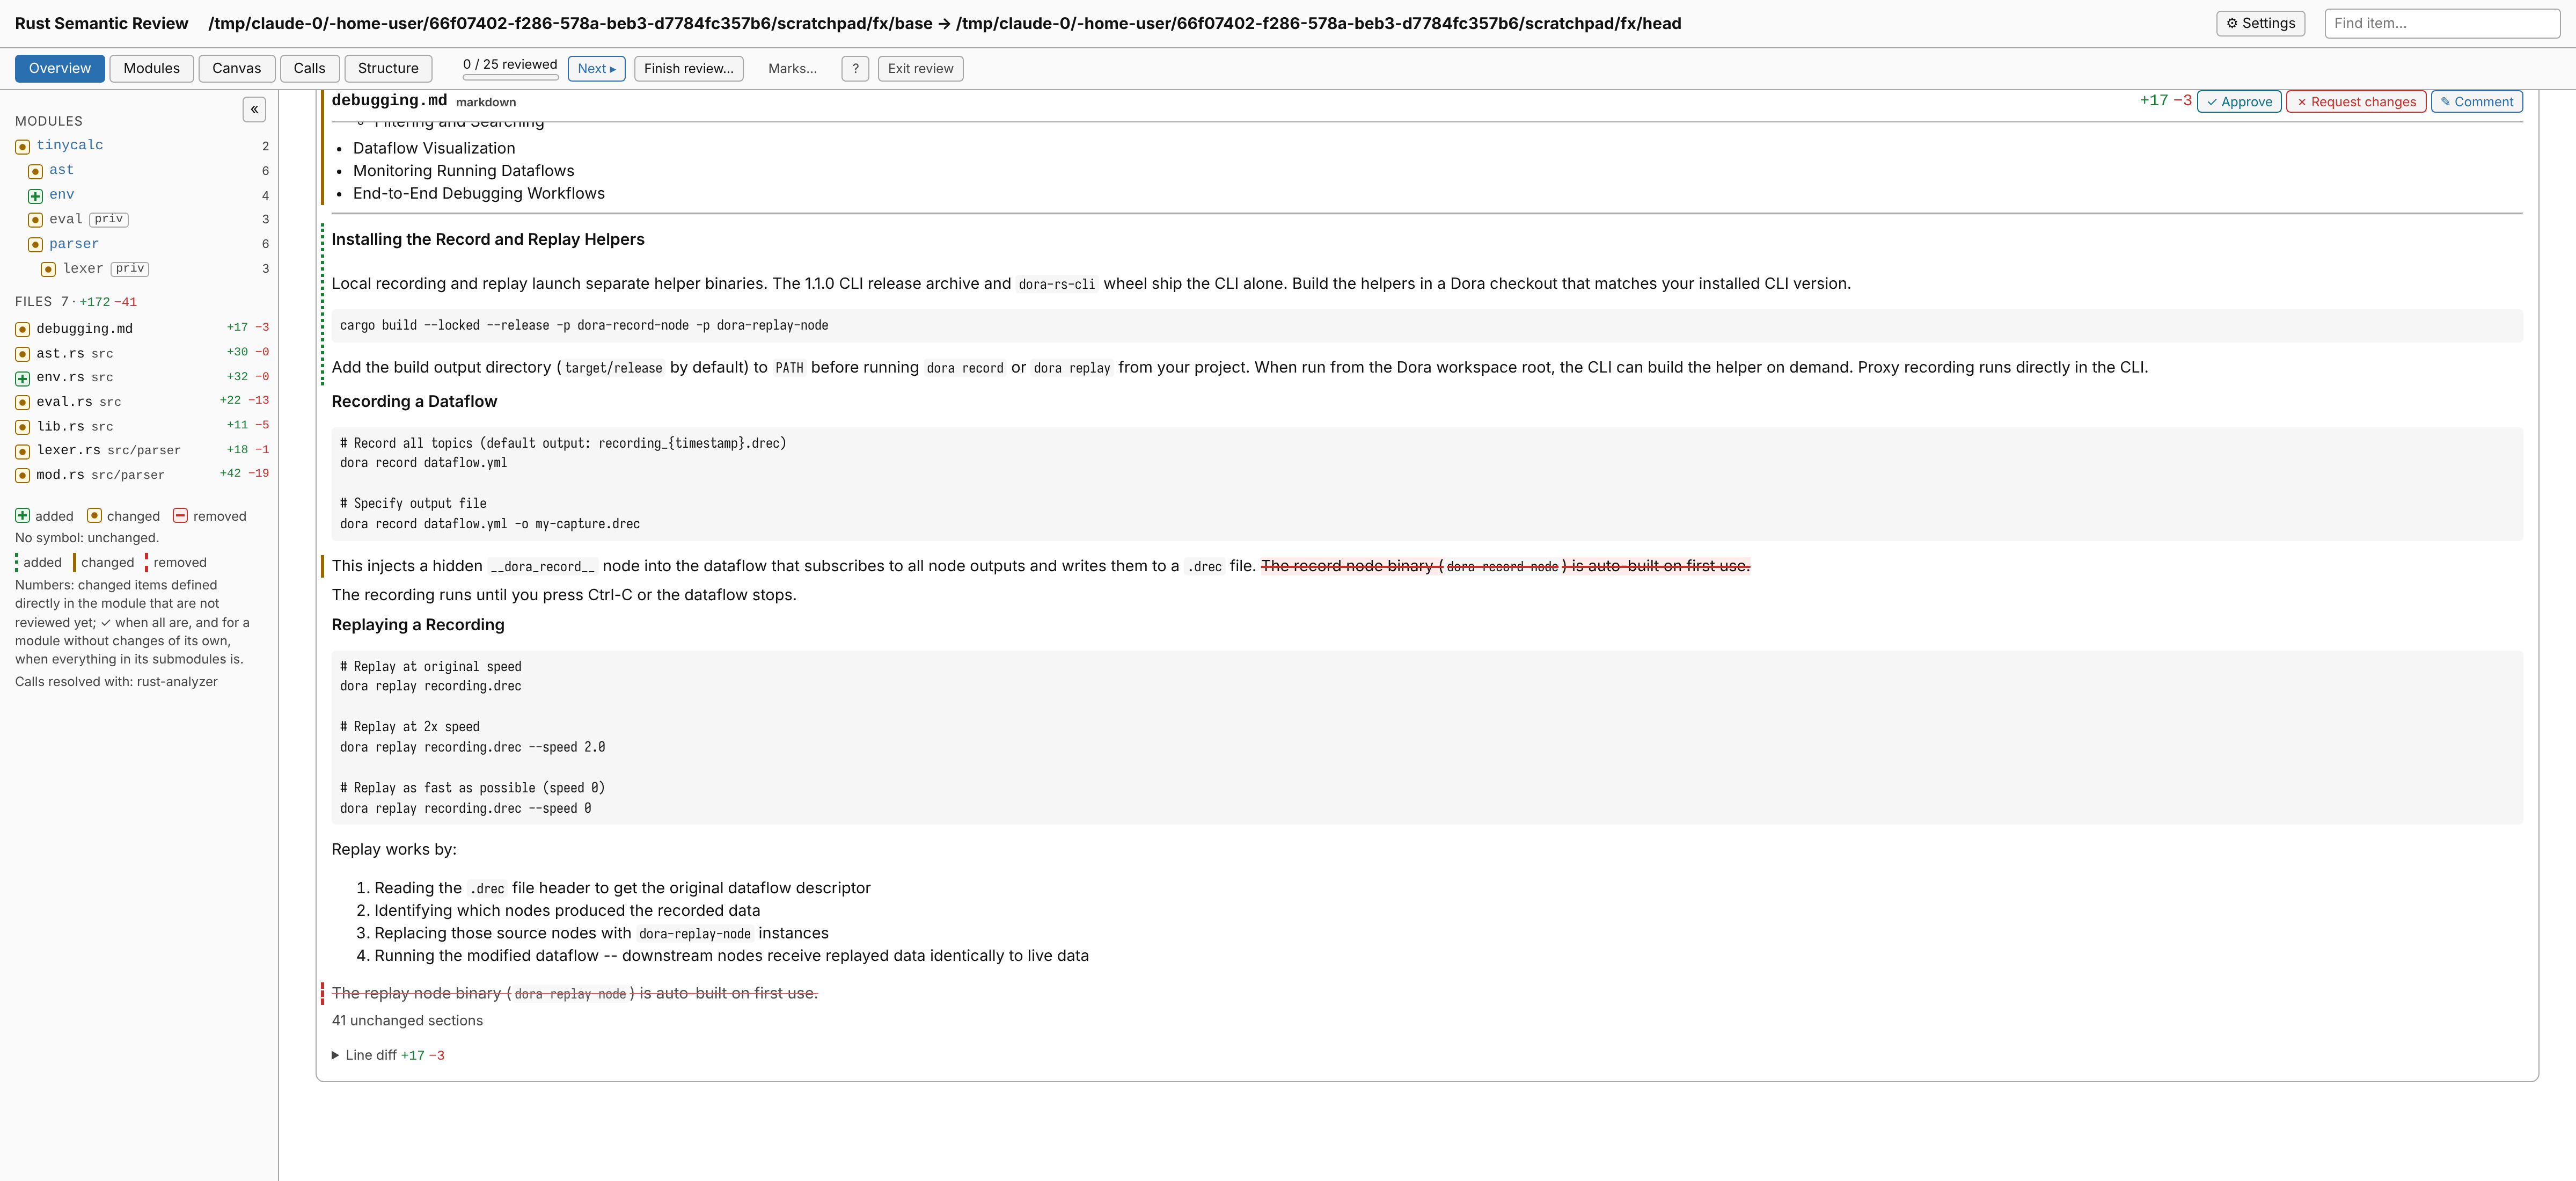 Rust Semantic Review /tmp/claude-0/-home-user/66f07402-f286-578a-beb3-d7784fc357b6/scratchpad/fx/base → /tmp/claude-0/-home-user/66f07402-f286-578a-beb3-d7784fc357b6/scratchpad/fx/head ⚙ Settings Find item...
Overview Modules Canvas Calls Structure 0 / 25 reviewed Next ▸ Finish review... Marks... ? Exit review
«
MODULES
tinycalc 2
ast 6
env 4
eval priv 3
parser 6
lexer priv 3
FILES 7 · +172 −41
debugging.md +17 −3
ast.rs src +30 −0
env.rs src +32 −0
eval.rs src +22 −13
lib.rs src +11 −5
lexer.rs src/parser +18 −1
mod.rs src/parser +42 −19
added changed removed
No symbol: unchanged.
added changed removed
Numbers: changed items defined
directly in the module that are not
reviewed yet; ✓ when all are, and for a
module without changes of its own,
when everything in its submodules is.
Calls resolved with: rust-analyzer
debugging.md markdown +17 −3 ✓ Approve × Request changes ✎ Comment
Filtering and Searching
• Dataflow Visualization
• Monitoring Running Dataflows
• End-to-End Debugging Workflows
Installing the Record and Replay Helpers
Local recording and replay launch separate helper binaries. The 1.1.0 CLI release archive and dora-rs-cli wheel ship the CLI alone. Build the helpers in a Dora checkout that matches your installed CLI version.
cargo build --locked --release -p dora-record-node -p dora-replay-node
Add the build output directory (target/release by default) to PATH before running dora record or dora replay from your project. When run from the Dora workspace root, the CLI can build the helper on demand. Proxy recording runs directly in the CLI.
Recording a Dataflow
# Record all topics (default output: recording_{timestamp}.drec)
dora record dataflow.yml
# Specify output file
dora record dataflow.yml -o my-capture.drec
This injects a hidden __dora_record__ node into the dataflow that subscribes to all node outputs and writes them to a .drec file. The record node binary (dora-record-node) is auto-built on first use.
The recording runs until you press Ctrl-C or the dataflow stops.
Replaying a Recording
# Replay at original speed
dora replay recording.drec
# Replay at 2x speed
dora replay recording.drec --speed 2.0
# Replay as fast as possible (speed 0)
dora replay recording.drec --speed 0
Replay works by:
1. Reading the .drec file header to get the original dataflow descriptor
2. Identifying which nodes produced the recorded data
3. Replacing those source nodes with dora-replay-node instances
4. Running the modified dataflow -- downstream nodes receive replayed data identically to live data
The replay node binary (dora-replay-node) is auto-built on first use.
41 unchanged sections
▶ Line diff +17 −3